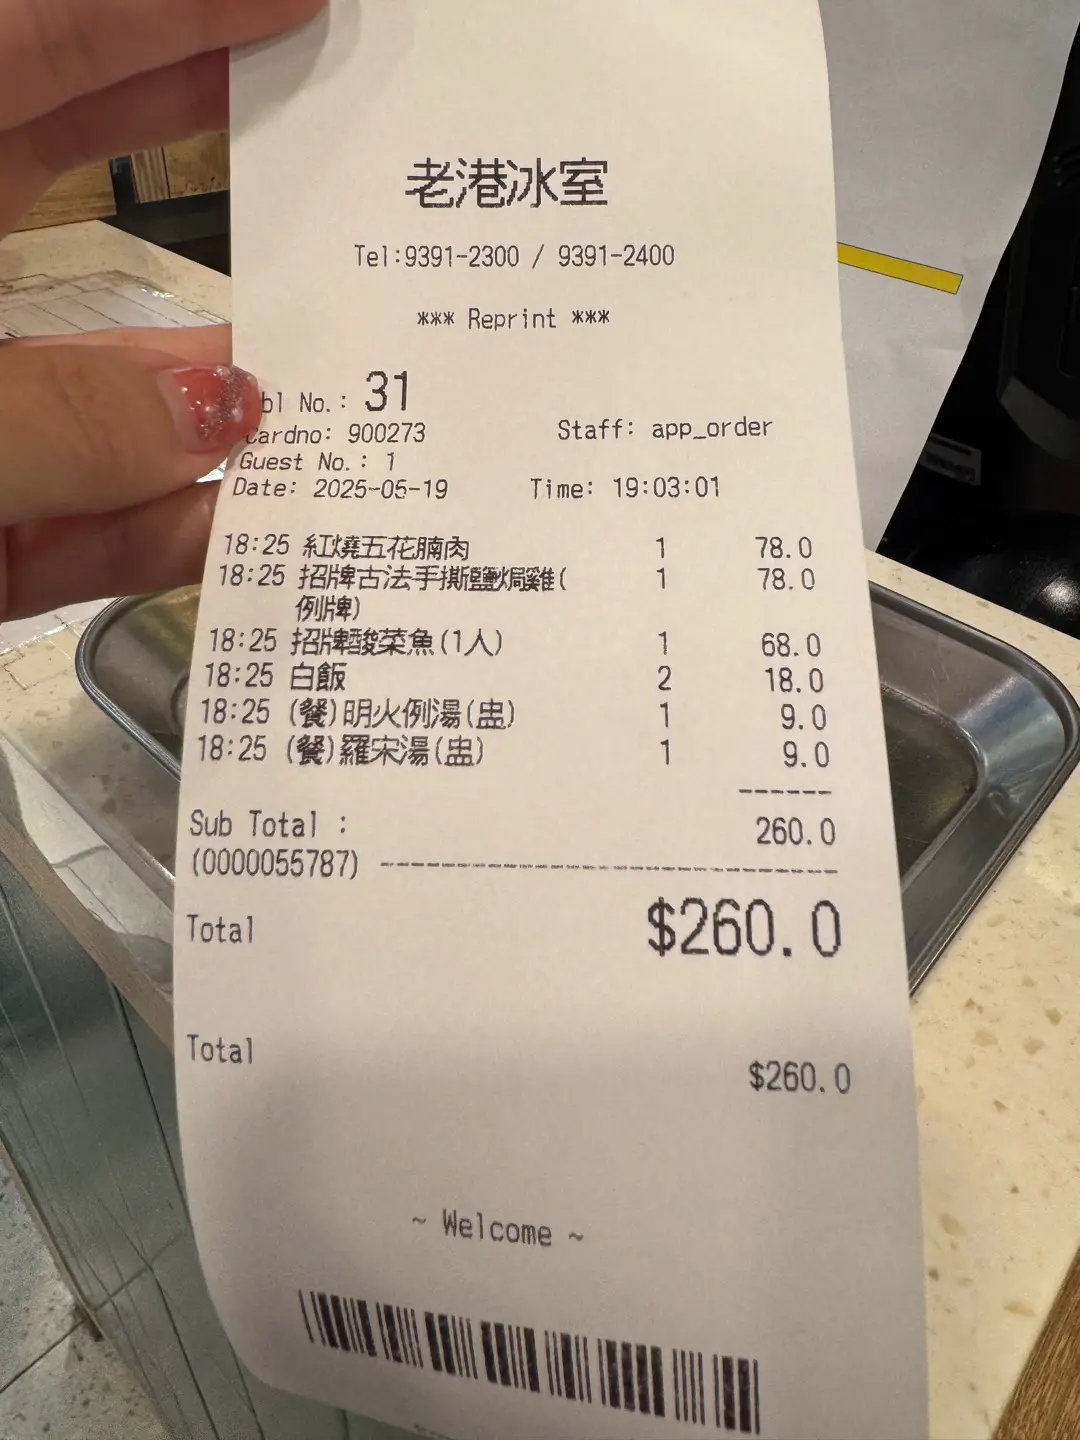 老港冰室
Tel:9391-2300 / 9391-2400
*** Reprint ***
bl No.: 31
Cardno: 900273 Staff: app_order
Guest No.: 1
Date: 2025-05-19 Time: 19:03:01
18:25 紅燒五花腩肉 1 78.0
18:25 招牌古法手撕鹽焗雞( 1 78.0
例牌)
18:25 招牌酸菜魚(1人) 1 68.0
18:25 白飯 2 18.0
18:25 (餐)明火例湯(盅) 1 9.0
18:25 (餐)羅宋湯(盅) 1 9.0
------
Sub Total : 260.0
(0000055787) ----------------------------------
Total $260.0
Total $260.0
~ Welcome ~